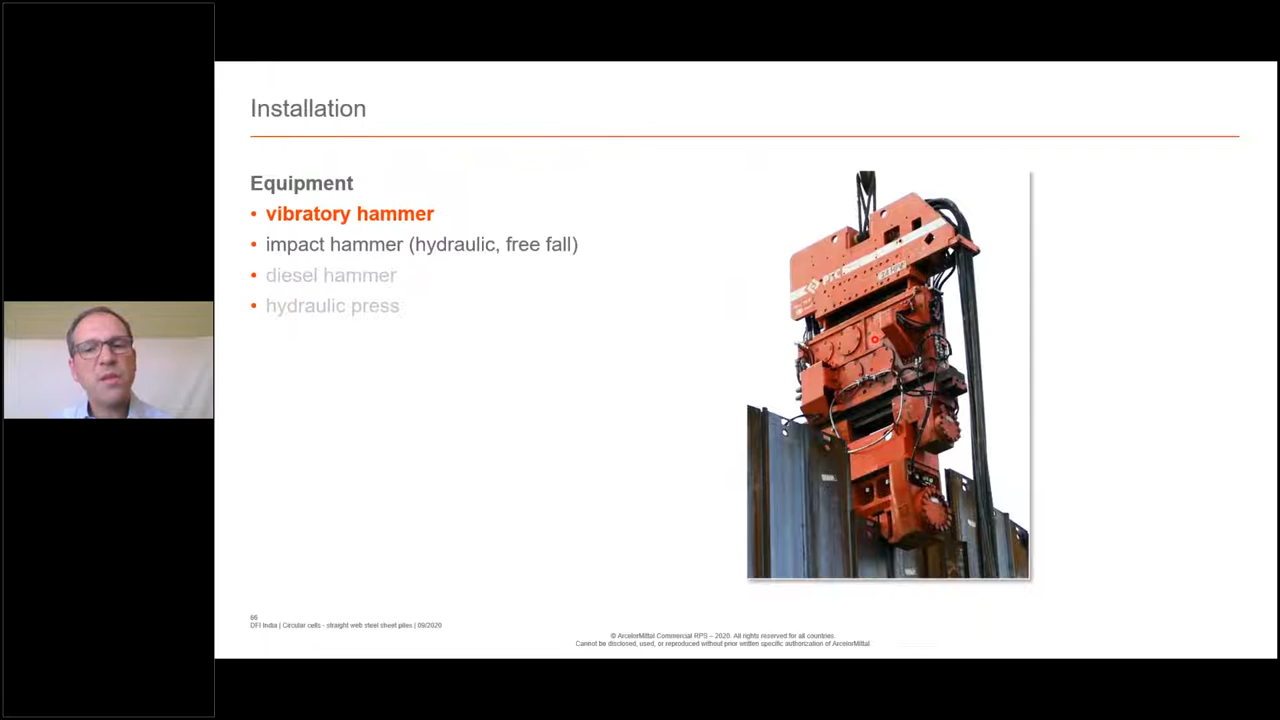 Installation
Equipment
• vibratory hammer
• impact hammer (hydraulic, free fall)
• diesel hammer
• hydraulic press
PTC
66
DFI India | Circular cells - straight web steel sheet piles | 09/2020
© ArcelorMittal Commercial RPS – 2020. All rights reserved for all countries.
Cannot be disclosed, used, or reproduced without prior written specific authorization of ArcelorMittal.